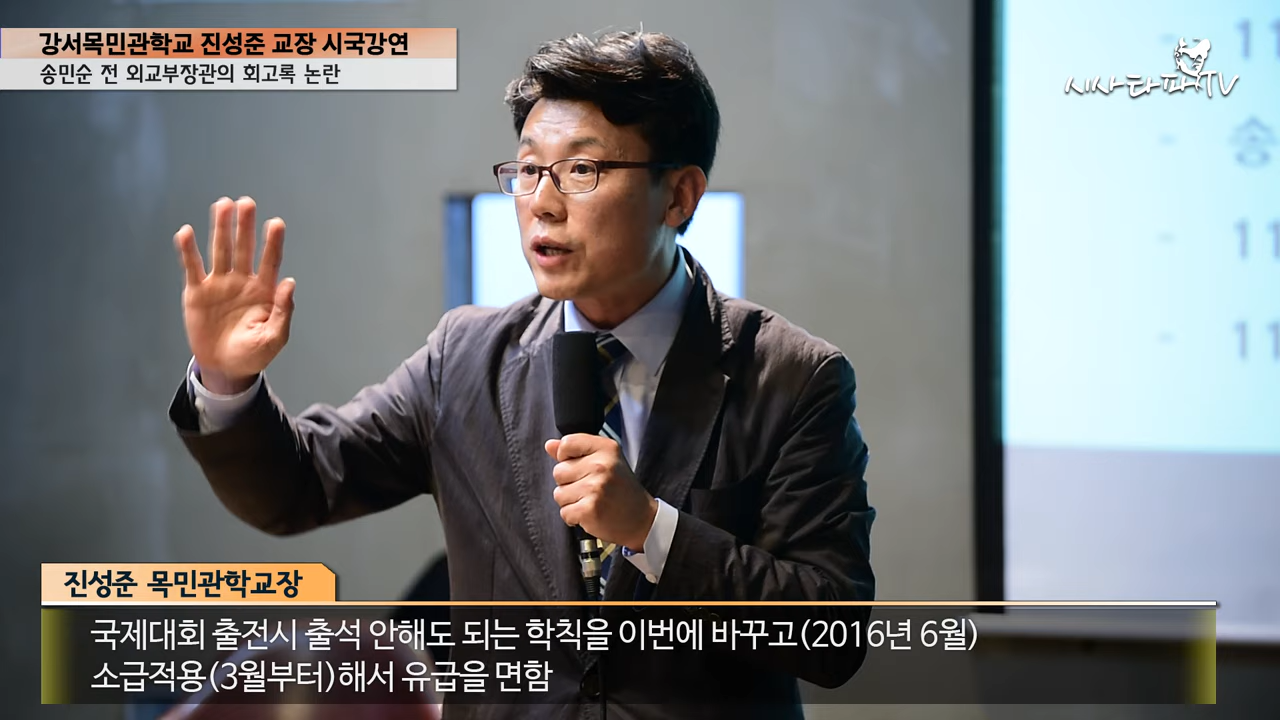 강서목민관학교 진성준 교장 시국강연
송민순 전 외교부장관의 회고록 논란
시사타파TV
- 11
- 송
- 11
- 11
진성준 목민관학교장
국제대회 출전시 출석 안해도 되는 학칙을 이번에 바꾸고(2016년 6월)
소급적용(3월부터)해서 유급을 면함